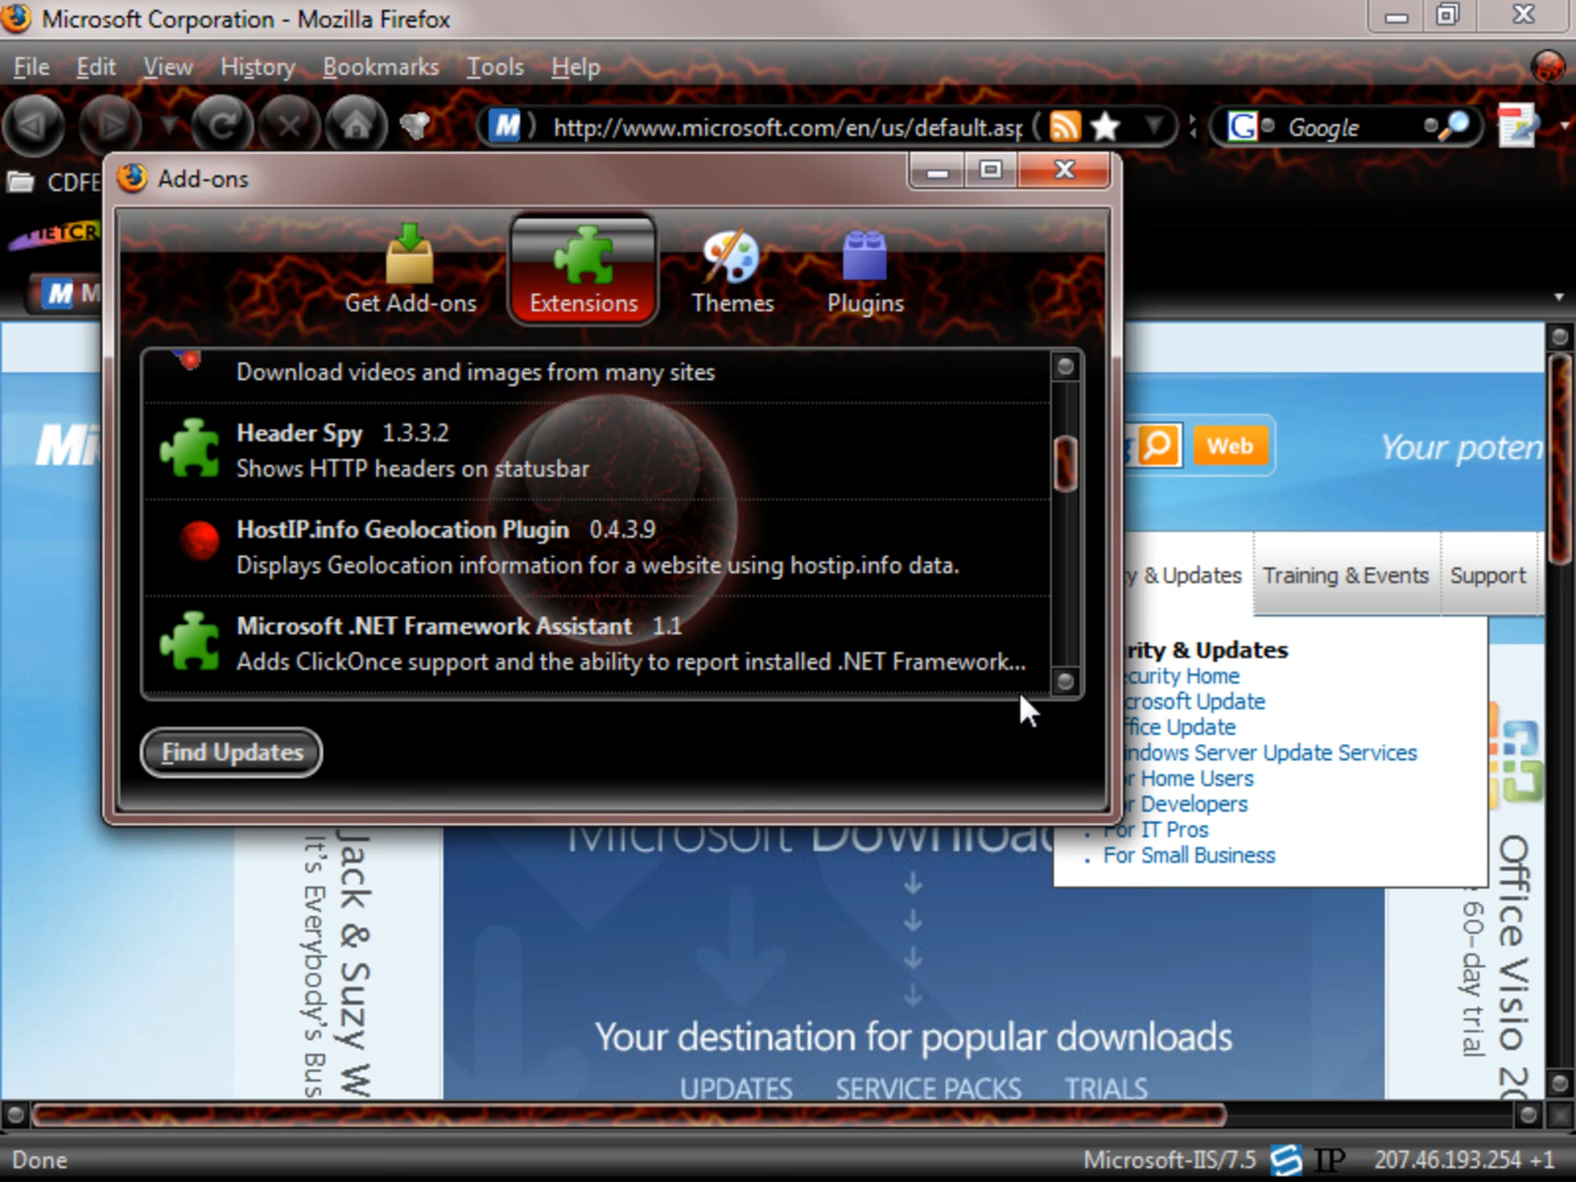 Microsoft Corporation - Mozilla Firefox
File Edit View History Bookmarks Tools Help
M http://www.microsoft.com/en/us/default.asp G Google
CDFE
Add-ons
METCR
Get Add-ons Extensions Themes Plugins
M M
Download videos and images from many sites
Header Spy 1.3.3.2
Shows HTTP headers on statusbar
HostIP.info Geolocation Plugin 0.4.3.9
Displays Geolocation information for a website using hostip.info data.
Microsoft .NET Framework Assistant 1.1
Adds ClickOnce support and the ability to report installed .NET Framework...
Find Updates
Mi
g Web
Your poten
y & Updates Training & Events Support
rity & Updates
curity Home
crosoft Update
ffice Update
indows Server Update Services
r Home Users
r Developers
For IT Pros
For Small Business
Jack & Suzy W
It's Everybody's Bus
Microsoft Downloa
Your destination for popular downloads
UPDATES SERVICE PACKS TRIALS
Office Visio 20
60-day trial
Done
Microsoft-IIS/7.5 S IP 207.46.193.254 +1